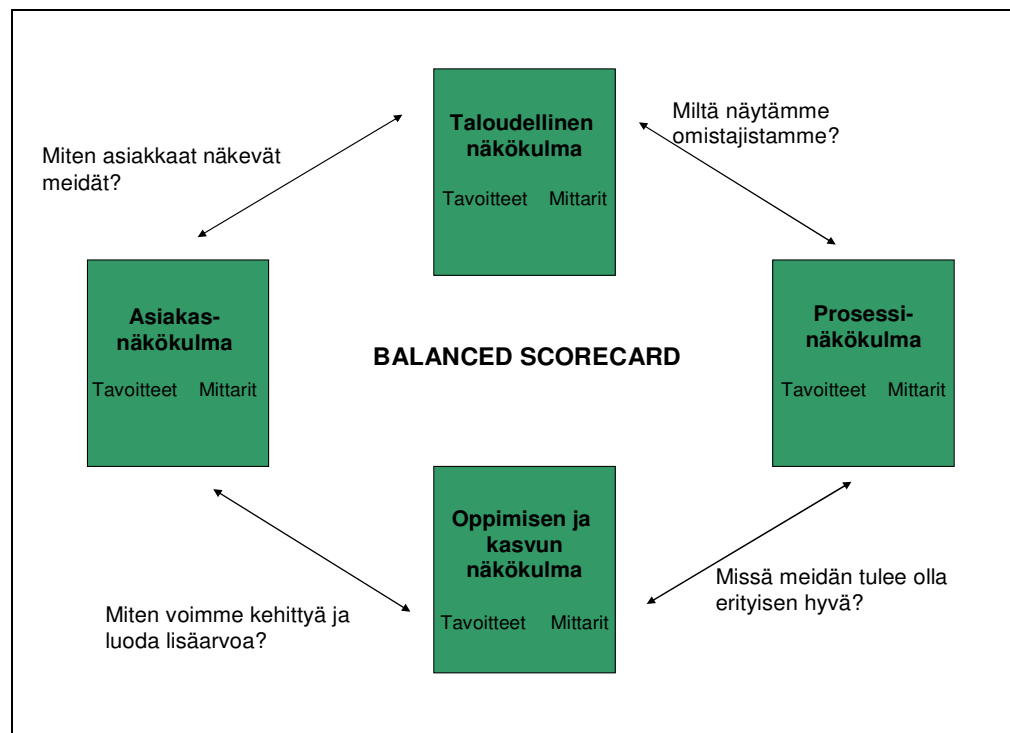 Taloudellinen
näkökulma
Tavoitteet Mittarit
Miltä näytämme
omistajistamme?
Miten asiakkaat näkevät
meidät?
Asiakas-
näkökulma
Tavoitteet Mittarit
BALANCED SCORECARD
Prosessi-
näkökulma
Tavoitteet Mittarit
Oppimisen ja
kasvun
näkökulma
Tavoitteet Mittarit
Miten voimme kehittyä ja
luoda lisäarvoa?
Missä meidän tulee olla
erityisen hyvä?